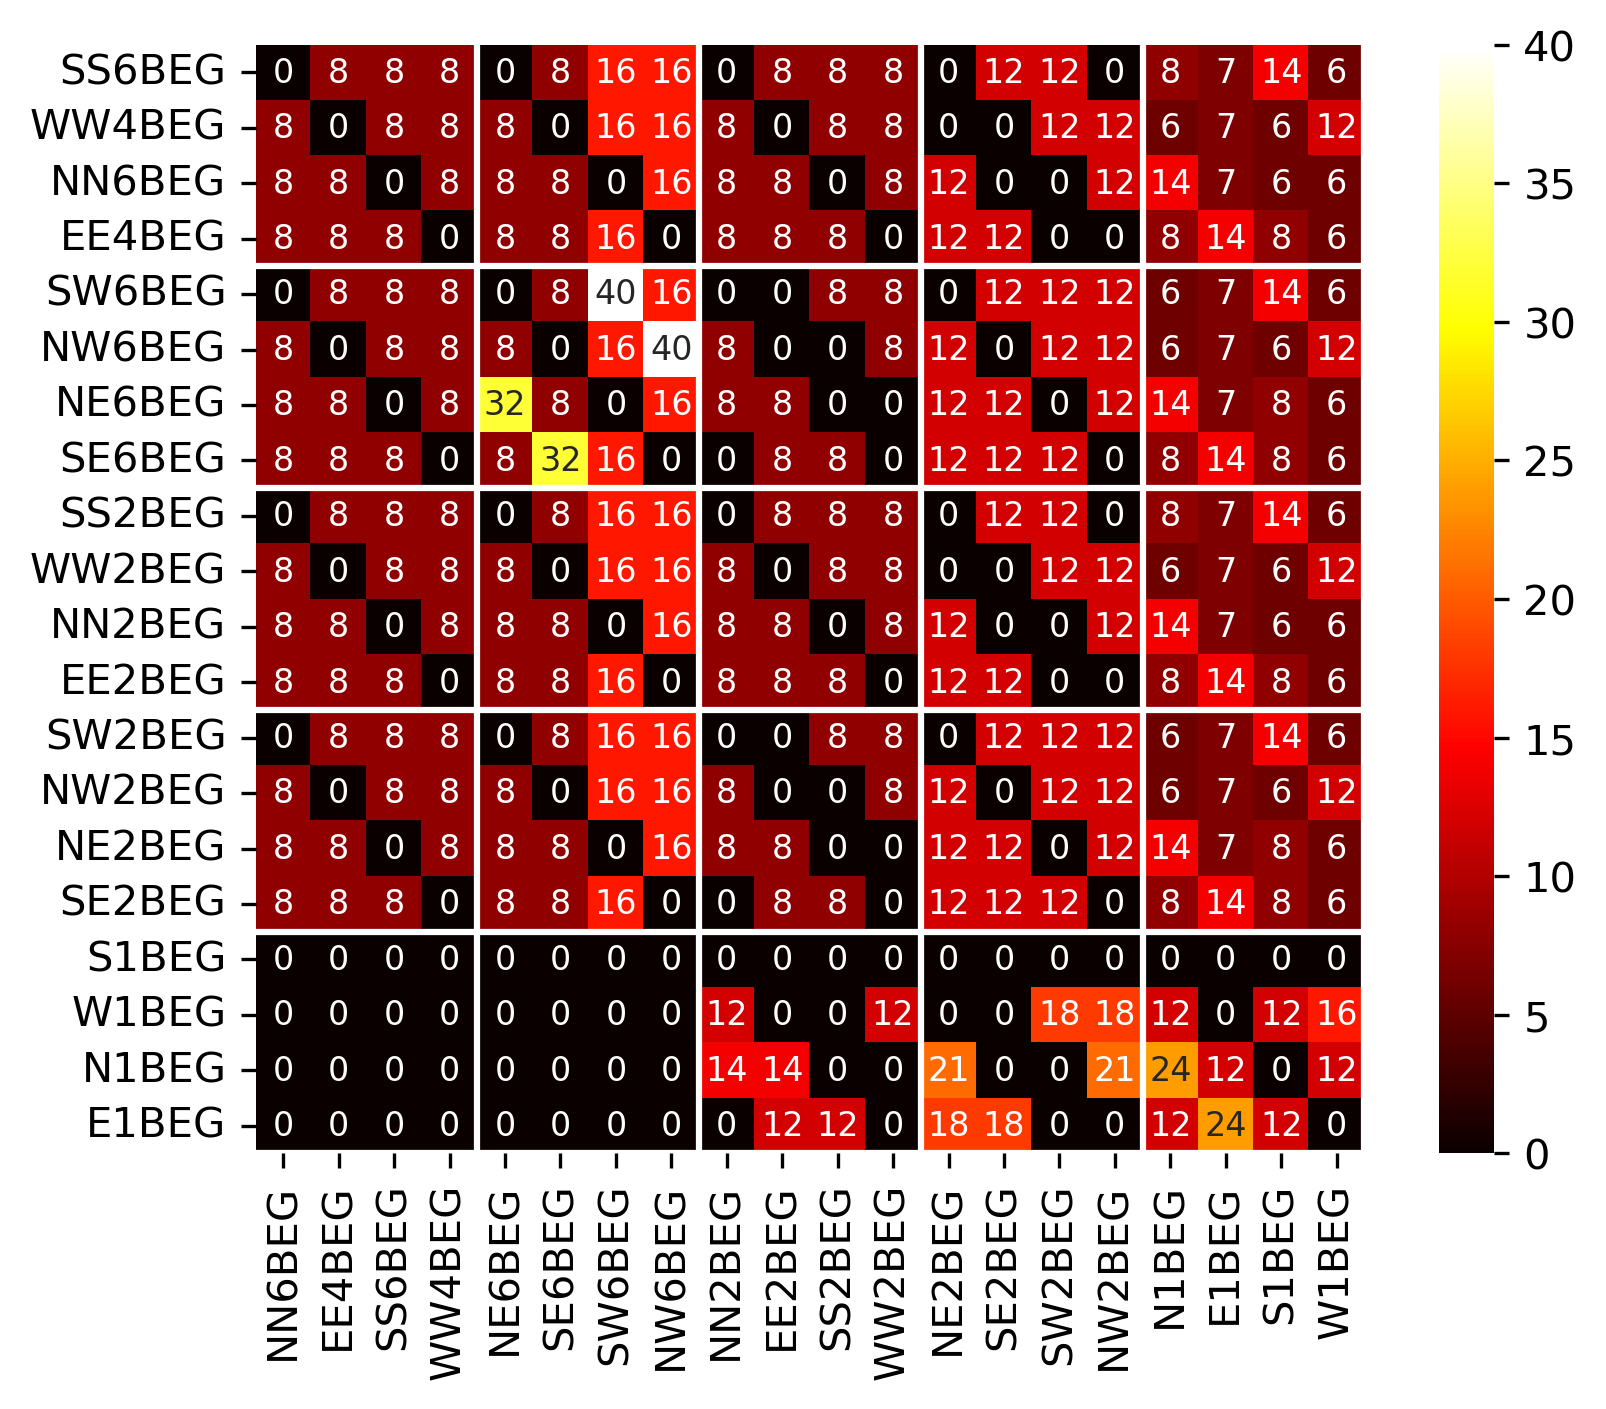 SS6BEG 0 8 8 8 0 8 16 16 0 8 8 8 0 12 12 0 8 7 14 6
WW4BEG 8 0 8 8 8 0 16 16 8 0 8 8 0 0 12 12 6 7 6 12
NN6BEG 8 8 0 8 8 8 0 16 8 8 0 8 12 0 0 12 14 7 6 6
EE4BEG 8 8 8 0 8 8 16 0 8 8 8 0 12 12 0 0 8 14 8 6
SW6BEG 0 8 8 8 0 8 40 16 0 0 8 8 0 12 12 12 6 7 14 6
NW6BEG 8 0 8 8 8 0 16 40 8 0 0 8 12 0 12 12 6 7 6 12
NE6BEG 8 8 0 8 32 8 0 16 8 8 0 0 12 12 0 12 14 7 8 6
SE6BEG 8 8 8 0 8 32 16 0 0 8 8 0 12 12 12 0 8 14 8 6
SS2BEG 0 8 8 8 0 8 16 16 0 8 8 8 0 12 12 0 8 7 14 6
WW2BEG 8 0 8 8 8 0 16 16 8 0 8 8 0 0 12 12 6 7 6 12
NN2BEG 8 8 0 8 8 8 0 16 8 8 0 8 12 0 0 12 14 7 6 6
EE2BEG 8 8 8 0 8 8 16 0 8 8 8 0 12 12 0 0 8 14 8 6
SW2BEG 0 8 8 8 0 8 16 16 0 0 8 8 0 12 12 12 6 7 14 6
NW2BEG 8 0 8 8 8 0 16 16 8 0 0 8 12 0 12 12 6 7 6 12
NE2BEG 8 8 0 8 8 8 0 16 8 8 0 0 12 12 0 12 14 7 8 6
SE2BEG 8 8 8 0 8 8 16 0 0 8 8 0 12 12 12 0 8 14 8 6
S1BEG 0 0 0 0 0 0 0 0 0 0 0 0 0 0 0 0 0 0 0 0
W1BEG 0 0 0 0 0 0 0 0 12 0 0 12 0 0 18 18 12 0 12 16
N1BEG 0 0 0 0 0 0 0 0 14 14 0 0 21 0 0 21 24 12 0 12
E1BEG 0 0 0 0 0 0 0 0 0 12 12 0 18 18 0 0 12 24 12 0
NN6BEG
EE4BEG
SS6BEG
WW4BEG
NE6BEG
SE6BEG
SW6BEG
NW6BEG
NN2BEG
EE2BEG
SS2BEG
WW2BEG
NE2BEG
SE2BEG
SW2BEG
NW2BEG
N1BEG
E1BEG
S1BEG
W1BEG
40
35
30
25
20
15
10
5
0